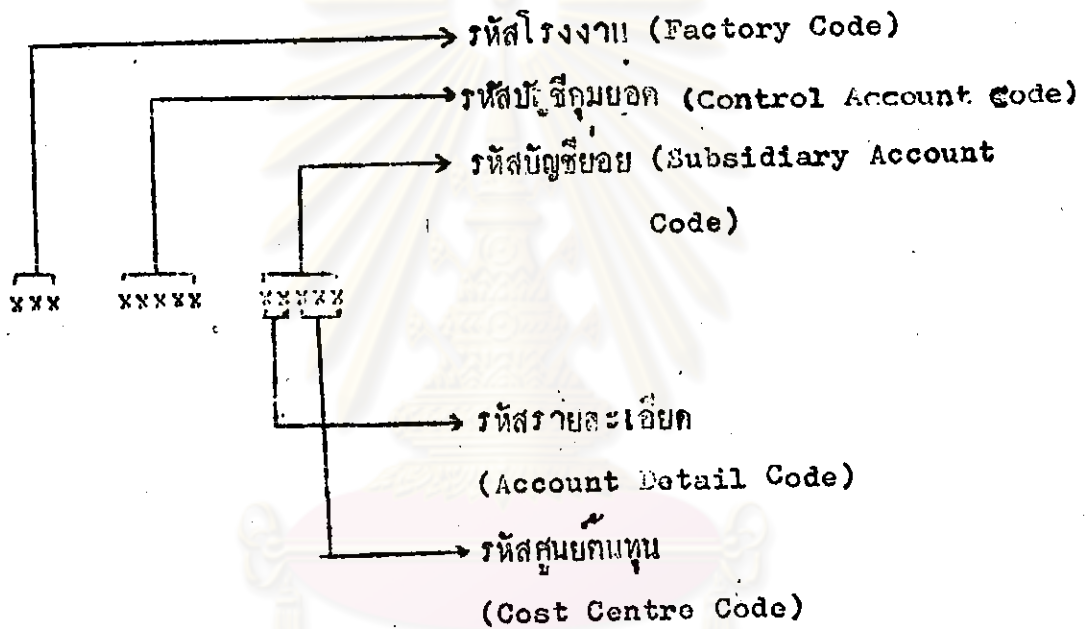 รหัสโรงงาน (Factory Code)
รหัสบัญชีคุมยอด (Control Account Code)
รหัสบัญชีย่อย (Subsidiary Account
Code)
xxx xxxxx xxxxx
รหัสรายละเอียด
(Account Detail Code)
รหัสศูนย์ต้นทุน
(Cost Centre Code)